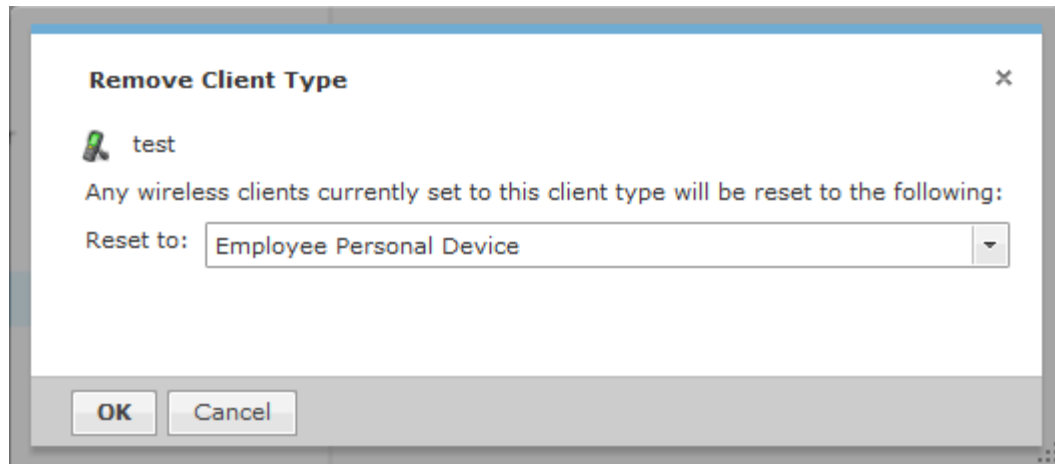 Remove Client Type
test
Any wireless clients currently set to this client type will be reset to the following:
Reset to: Employee Personal Device
OK Cancel